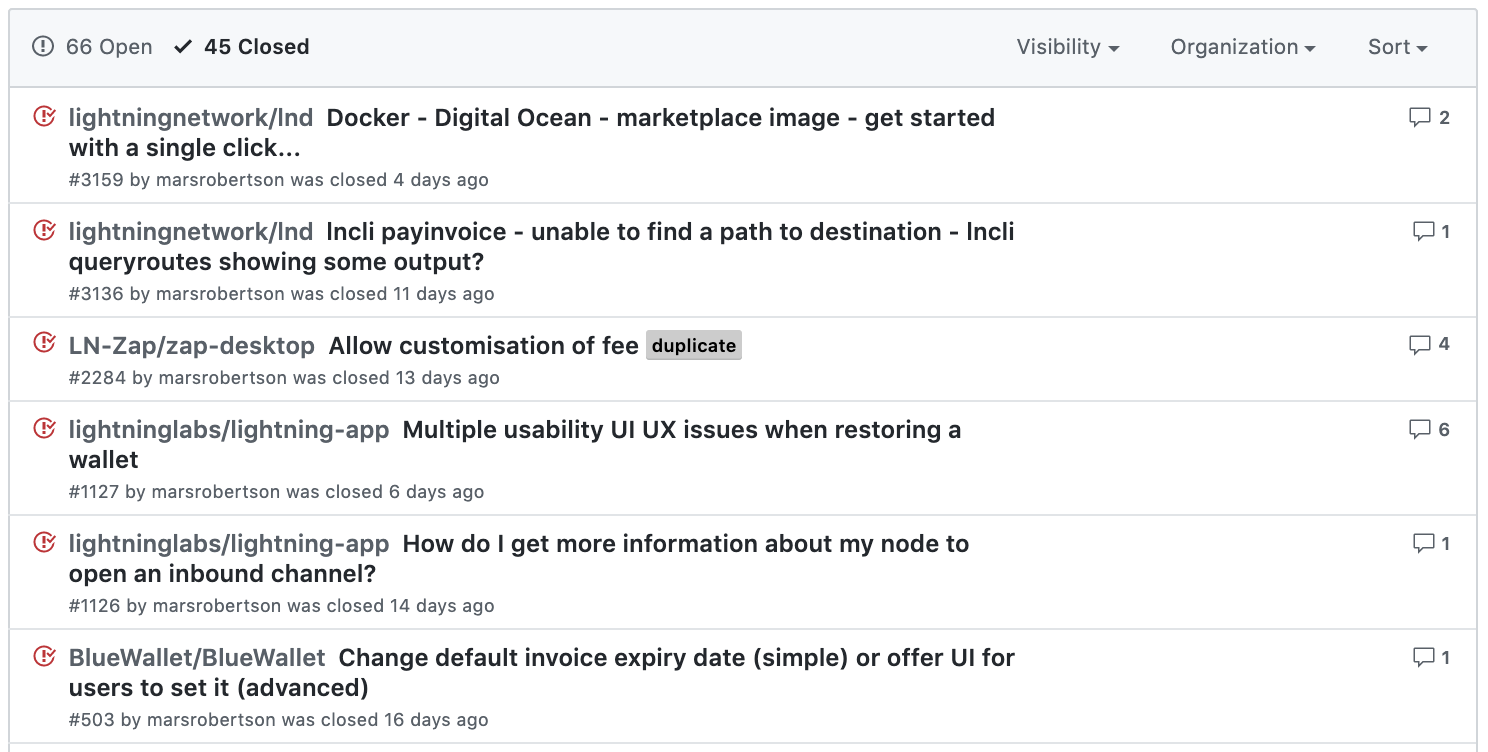 66 Open 45 Closed Visibility Organization Sort
lightningnetwork/lnd Docker - Digital Ocean - marketplace image - get started 2
with a single click...
#3159 by marsrobertson was closed 4 days ago
lightningnetwork/lnd lncli payinvoice - unable to find a path to destination - lncli 1
queryroutes showing some output?
#3136 by marsrobertson was closed 11 days ago
LN-Zap/zap-desktop Allow customisation of fee duplicate 4
#2284 by marsrobertson was closed 13 days ago
lightninglabs/lightning-app Multiple usability UI UX issues when restoring a 6
wallet
#1127 by marsrobertson was closed 6 days ago
lightninglabs/lightning-app How do I get more information about my node to 1
open an inbound channel?
#1126 by marsrobertson was closed 14 days ago
BlueWallet/BlueWallet Change default invoice expiry date (simple) or offer UI for 1
users to set it (advanced)
#503 by marsrobertson was closed 16 days ago